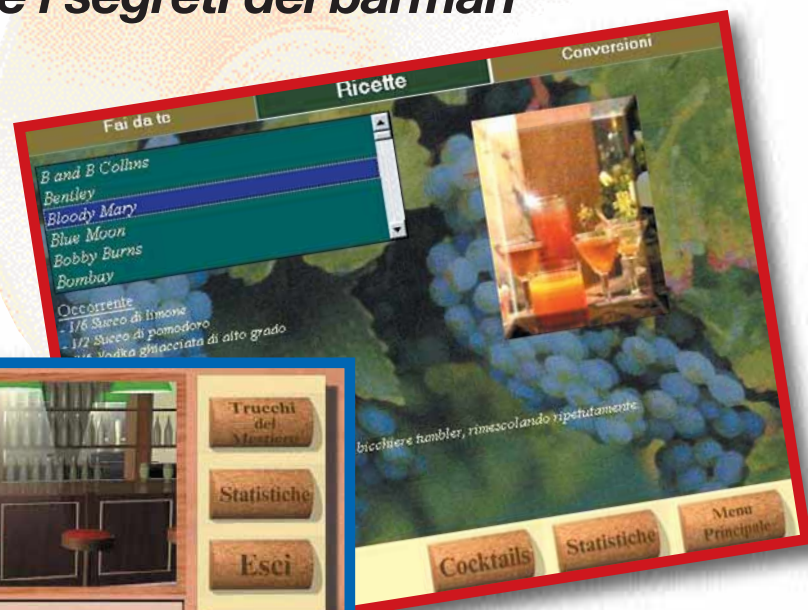 e i segreti del barman
Fai da te
Ricette
Conversioni
B and B Collins
Bentley
Bloody Mary
Blue Moon
Bobby Burns
Bombay
Occorrente
- 1/6 Succo di limone
- 1/2 Succo di pomodoro
Vodka ghiacciata di alto grado
bicchiere tumbler, rimescolando ripetutamente.
Trucchi
del
Mestiere
Statistiche
Esci
Cocktails
Statistiche
Menu
Principale